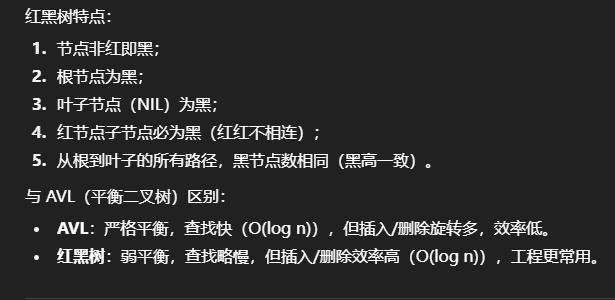 红黑树特点：
1. 节点非红即黑；
2. 根节点为黑；
3. 叶子节点（NIL）为黑；
4. 红节点子节点必为黑（红红不相连）；
5. 从根到叶子的所有路径，黑节点数相同（黑高一致）。
与 AVL（平衡二叉树）区别：
• AVL：严格平衡，查找快（O(log n)），但插入/删除旋转多，效率低。
• 红黑树：弱平衡，查找略慢，但插入/删除效率高（O(log n)），工程更常用。